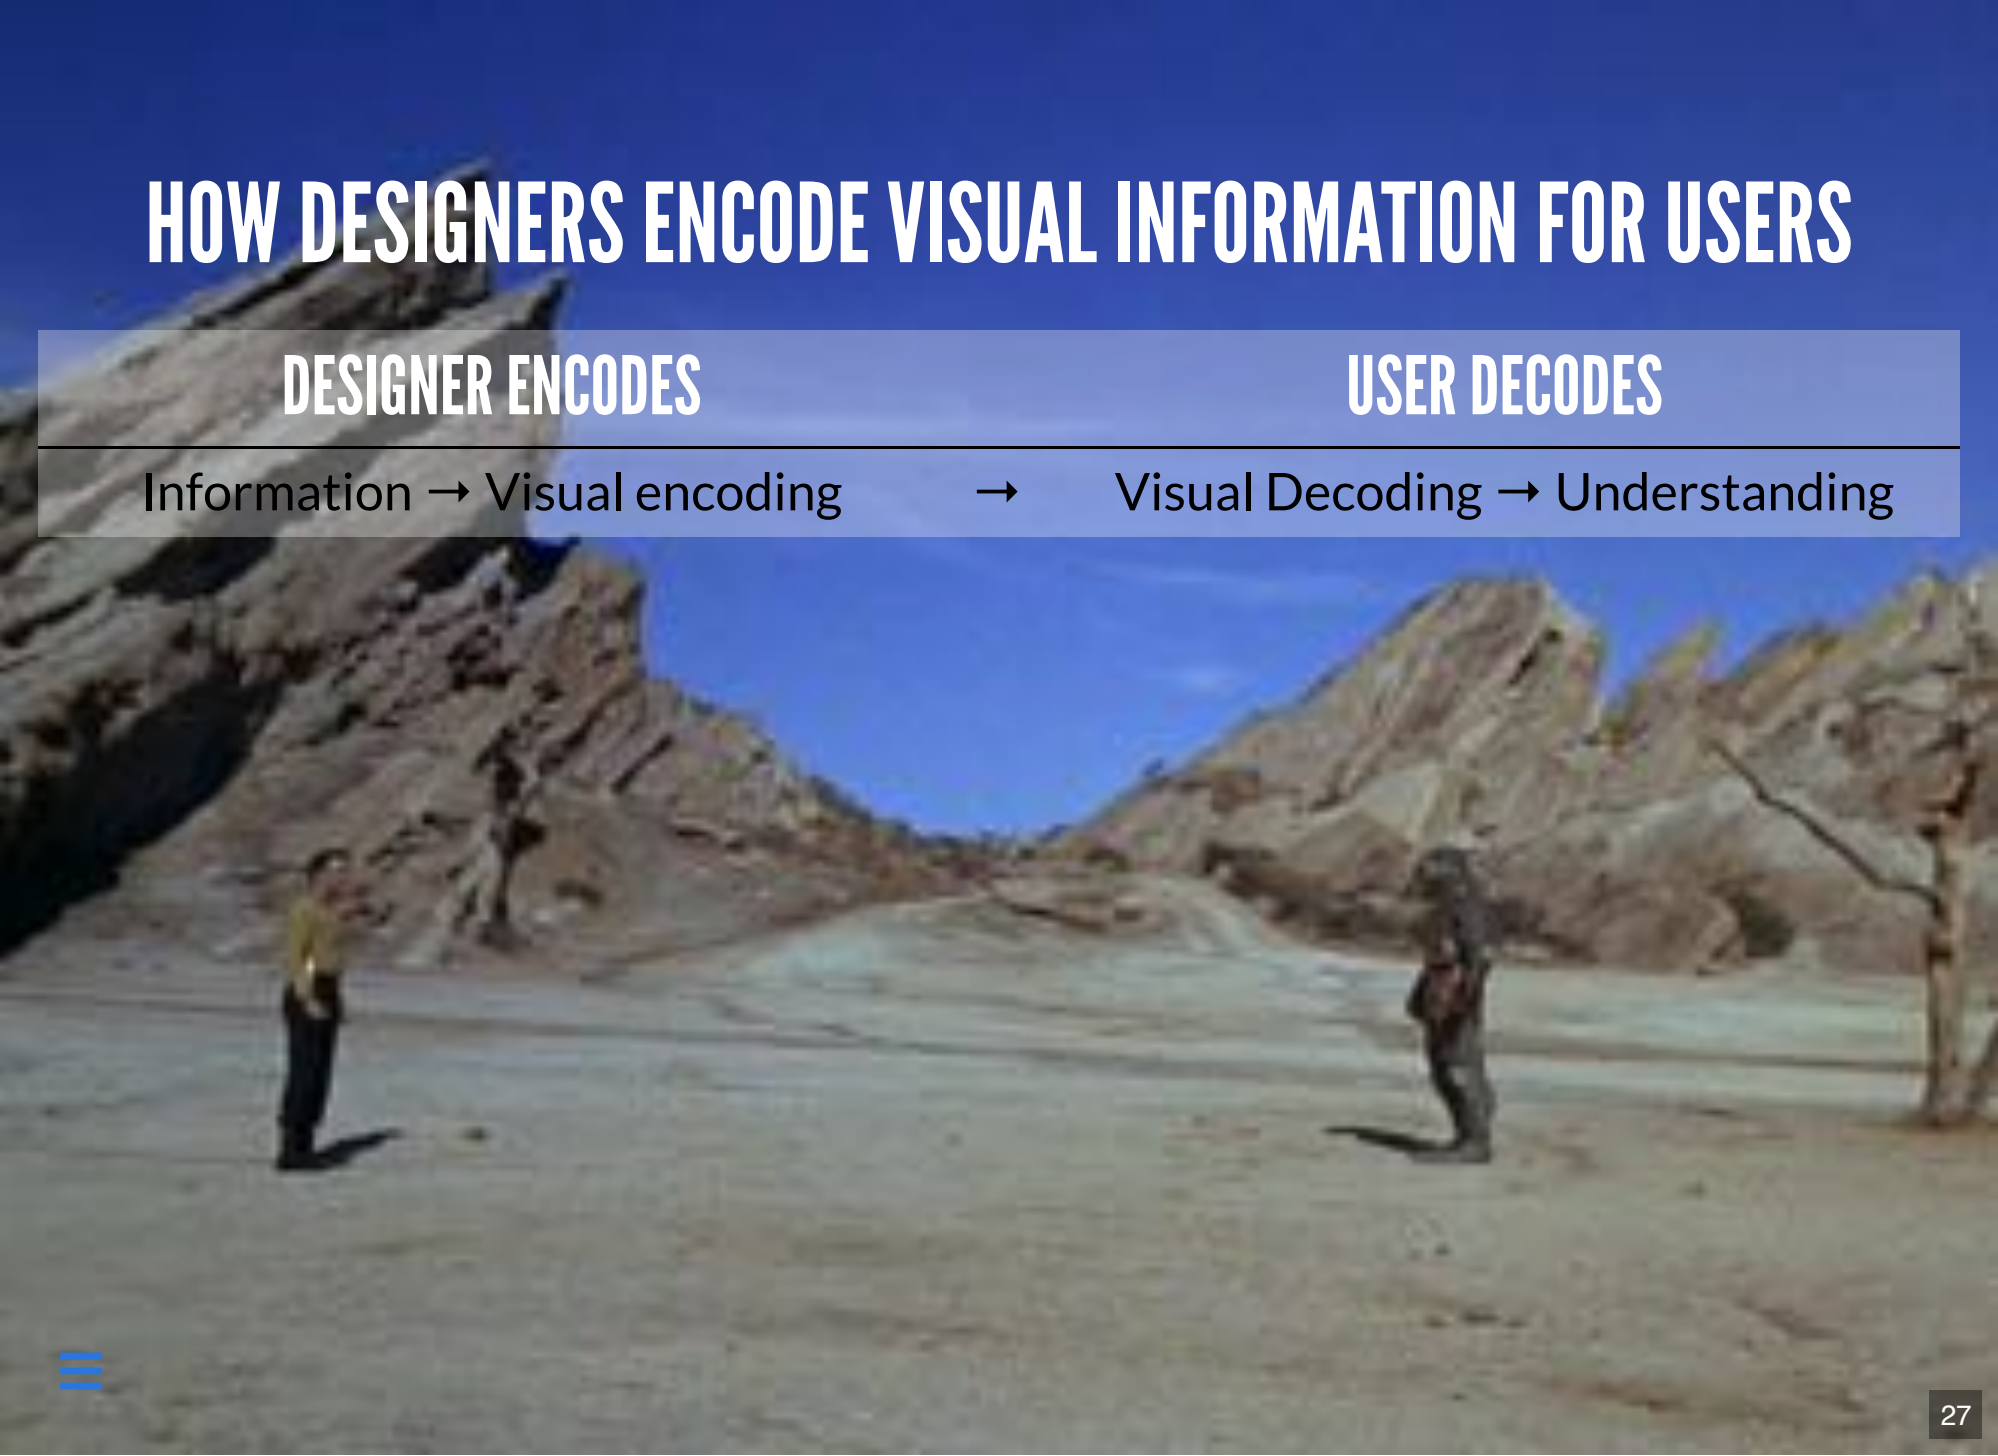 HOW DESIGNERS ENCODE VISUAL INFORMATION FOR USERS
DESIGNER ENCODES USER DECODES
Information → Visual encoding → Visual Decoding → Understanding
27